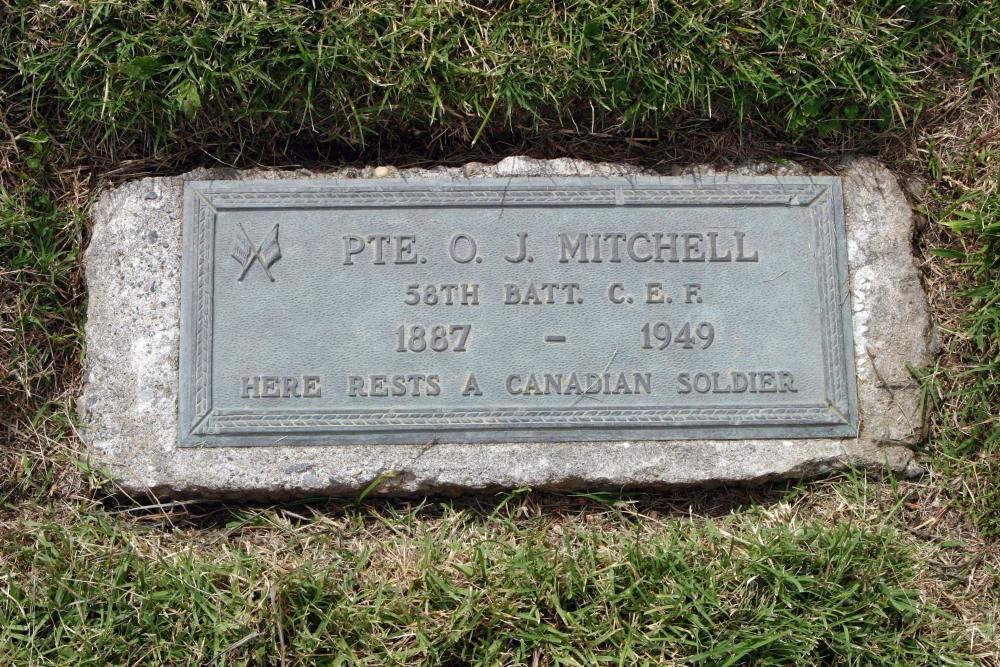 PTE. O. J. MITCHELL
58TH BATT. C. E. F.
1887 – 1949
HERE RESTS A CANADIAN SOLDIER